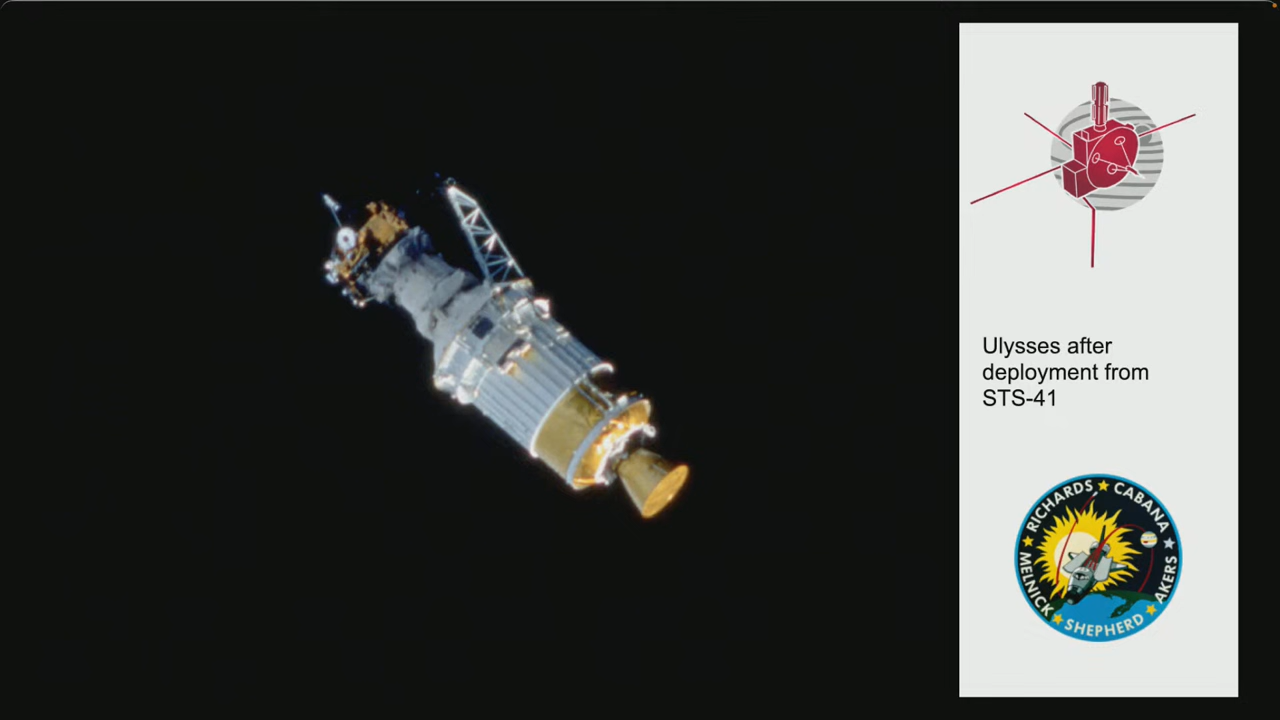 Ulysses after
deployment from
STS-41
RICHARDS
CABANA
MELNICK
AKERS
SHEPHERD